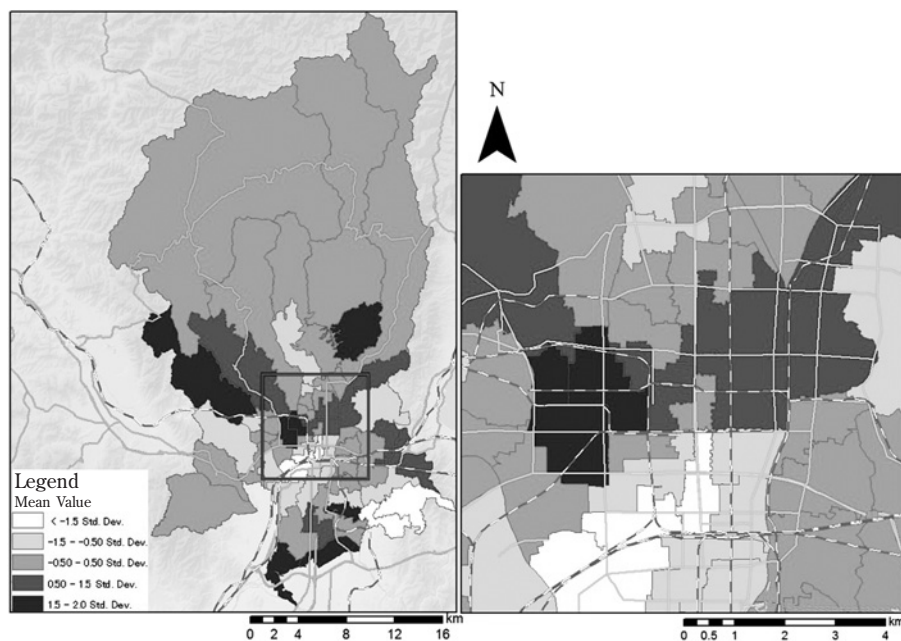 N
Legend
Mean Value
< -1.5 Std. Dev.
-1.5 - -0.50 Std. Dev.
-0.50 - 0.50 Std. Dev.
0.50 - 1.5 Std. Dev.
1.5 - 2.0 Std. Dev.
km
0 2 4 8 12 16
km
0 0.5 1 2 3 4